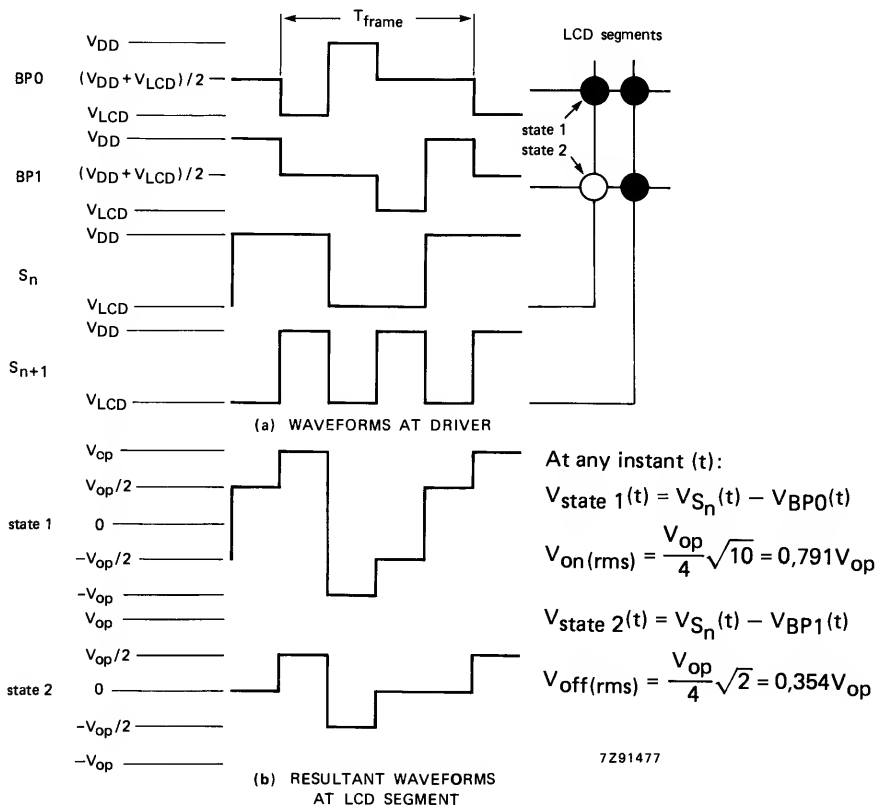 T_frame
LCD segments
V_DD
BP0
(V_DD + V_LCD)/2
V_LCD
state 1
state 2
V_DD
BP1
(V_DD + V_LCD)/2
V_LCD
V_DD
S_n
V_LCD
V_DD
S_n+1
V_LCD
(a) WAVEFORMS AT DRIVER
V_op
V_op/2
state 1
0
−V_op/2
−V_op
V_op
V_op/2
state 2
0
−V_op/2
−V_op
(b) RESULTANT WAVEFORMS
AT LCD SEGMENT
At any instant (t):
V_state 1(t) = V_S_n(t) − V_BP0(t)
V_on(rms) = V_op/4 √10 = 0,791V_op
V_state 2(t) = V_S_n(t) − V_BP1(t)
V_off(rms) = V_op/4 √2 = 0,354V_op
7Z91477